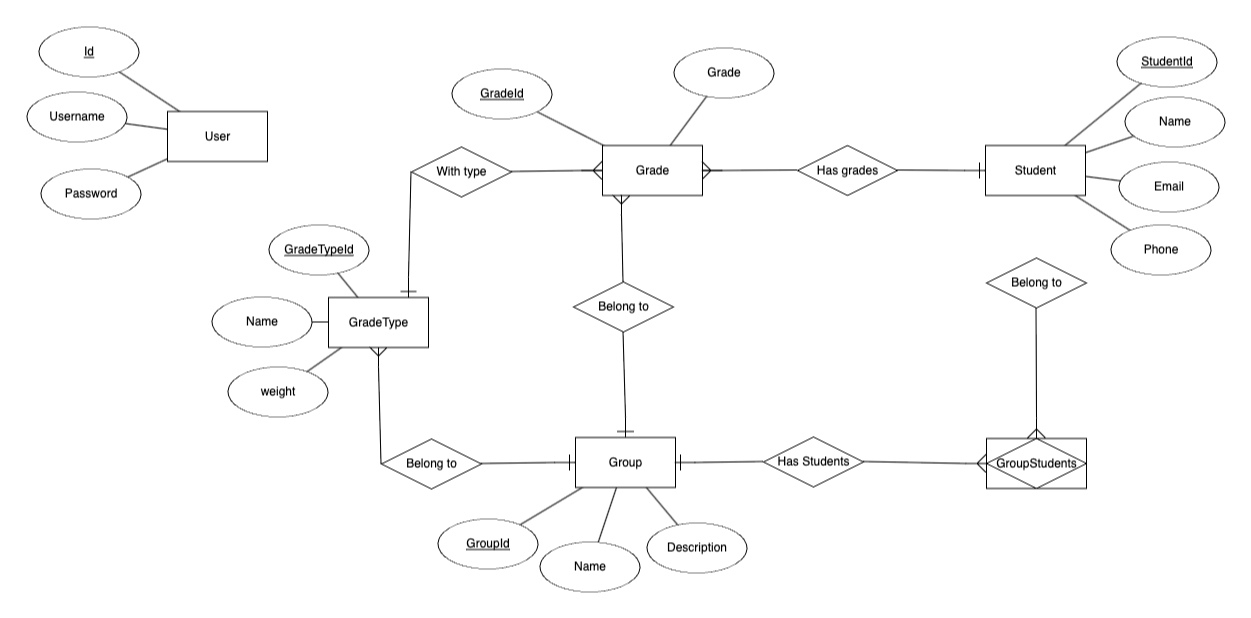 Id
Username
Password
User
GradeId
Grade
With type
Grade
Has grades
Student
StudentId
Name
Email
Phone
GradeTypeId
Name
weight
GradeType
Belong to
Belong to
Belong to
Group
Has Students
GroupStudents
GroupId
Name
Description